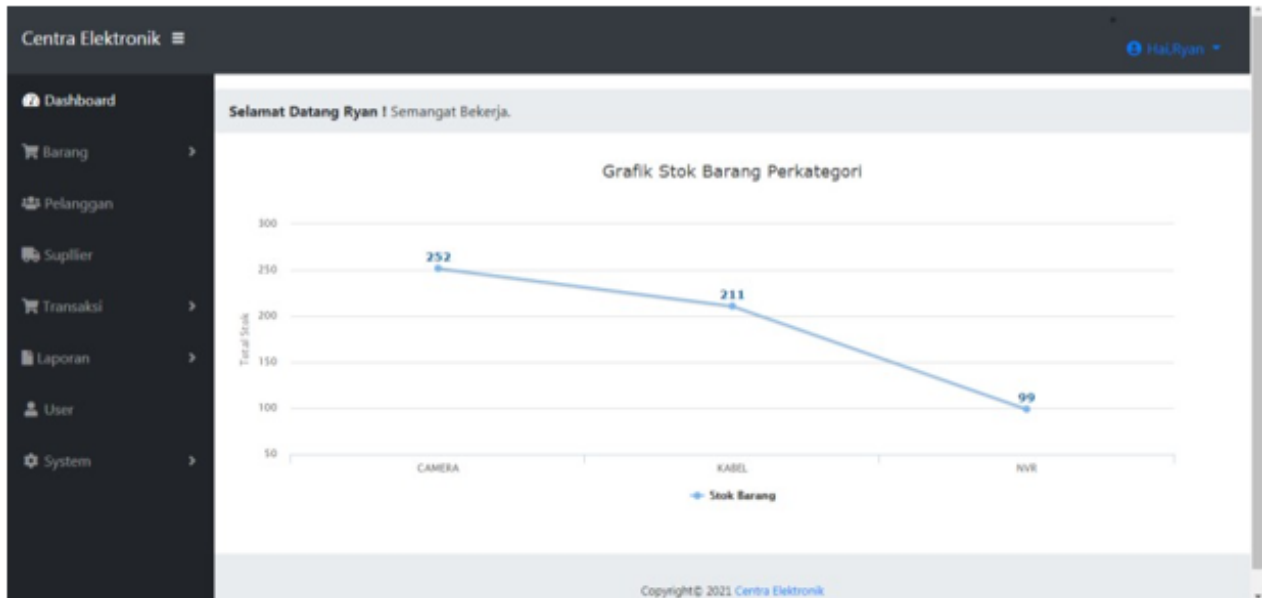 Centra Elektronik
Hai,Ryan
Dashboard
Selamat Datang Ryan ! Semangat Bekerja.
Barang
Pelanggan
Supllier
Transaksi
Laporan
User
System
Grafik Stok Barang Perkategori
Total Stok
300
250
200
150
100
50
252
211
99
CAMERA KABEL NVR
Stok Barang
Copyright© 2021 Centra Elektronik